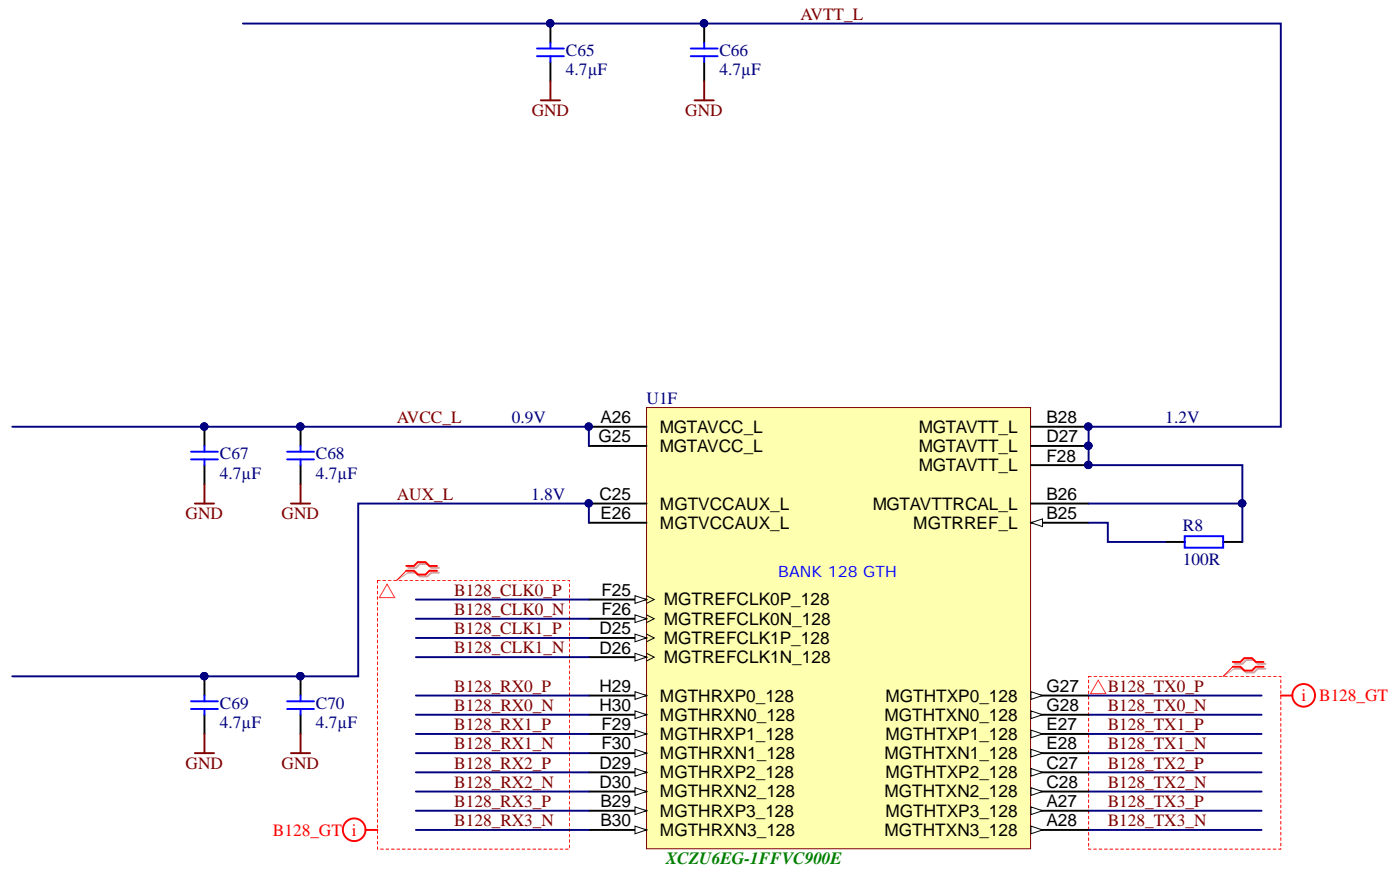 AVTT_L
C65
4.7µF
GND
C66
4.7µF
GND
U1F
AVCC_L 0.9V
A26 MGTAVCC_L
G25 MGTAVCC_L
C67
4.7µF
GND
C68
4.7µF
GND
AUX_L 1.8V
C25 MGTVCCAUX_L
E26 MGTVCCAUX_L
MGTAVTT_L B28 1.2V
MGTAVTT_L D27
MGTAVTT_L F28
MGTAVTTRCAL_L B26
MGTRREF_L B25
R8
100R
BANK 128 GTH
B128_CLK0_P F25 MGTREFCLK0P_128
B128_CLK0_N F26 MGTREFCLK0N_128
B128_CLK1_P D25 MGTREFCLK1P_128
B128_CLK1_N D26 MGTREFCLK1N_128
C69
4.7µF
GND
C70
4.7µF
GND
B128_RX0_P H29 MGTHRXP0_128
B128_RX0_N H30 MGTHRXN0_128
B128_RX1_P F29 MGTHRXP1_128
B128_RX1_N F30 MGTHRXN1_128
B128_RX2_P D29 MGTHRXP2_128
B128_RX2_N D30 MGTHRXN2_128
B128_RX3_P B29 MGTHRXP3_128
B128_RX3_N B30 MGTHRXN3_128
B128_GT i
MGTHTXP0_128 G27 B128_TX0_P
MGTHTXN0_128 G28 B128_TX0_N
MGTHTXP1_128 E27 B128_TX1_P
MGTHTXN1_128 E28 B128_TX1_N
MGTHTXP2_128 C27 B128_TX2_P
MGTHTXN2_128 C28 B128_TX2_N
MGTHTXP3_128 A27 B128_TX3_P
MGTHTXN3_128 A28 B128_TX3_N
i B128_GT
XCZU6EG-1FFVC900E